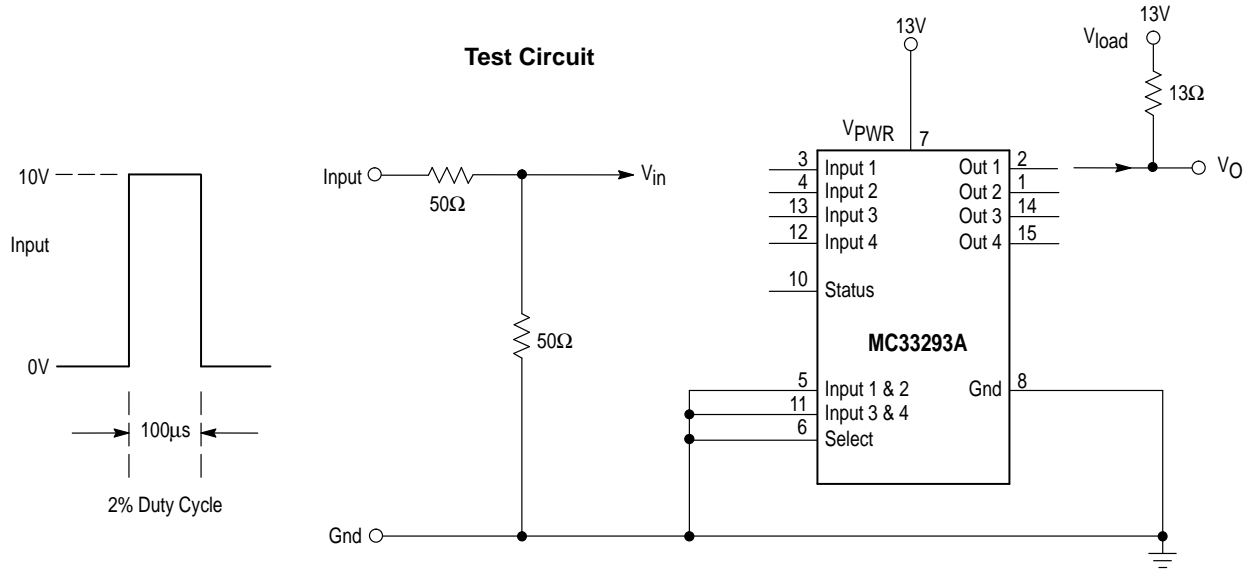 Test Circuit
10V
Input
0V
100µs
2% Duty Cycle
Input
50Ω
Vin
50Ω
Gnd
13V
VPWR
7
3 Input 1
4 Input 2
13 Input 3
12 Input 4
10 Status
MC33293A
5 Input 1 & 2
11 Input 3 & 4
6 Select
Out 1 2
Out 2 1
Out 3 14
Out 4 15
Gnd 8
13V
Vload
13Ω
VO